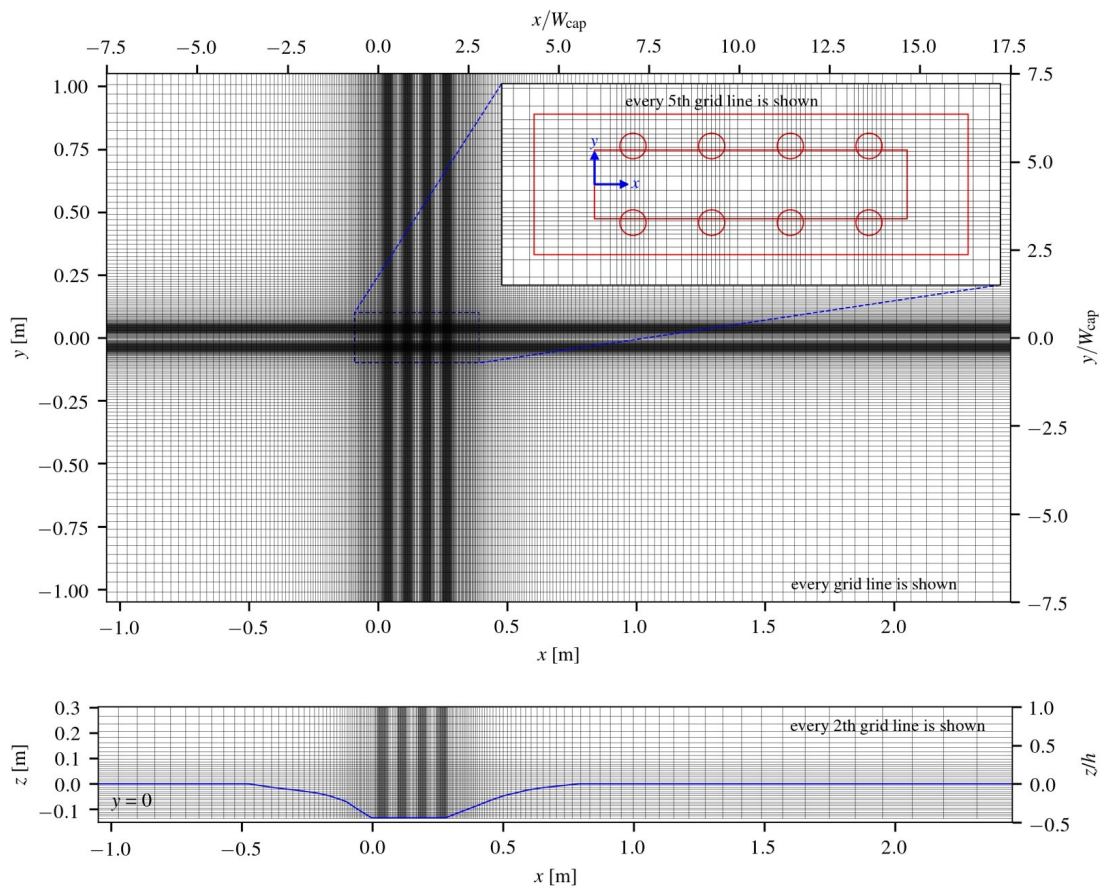 x/W_cap
−7.5 −5.0 −2.5 0.0 2.5 5.0 7.5 10.0 12.5 15.0 17.5
1.00
0.75
0.50
0.25
0.00
−0.25
−0.50
−0.75
−1.00
y [m]
every 5th grid line is shown
y
x
7.5
5.0
2.5
0.0
−2.5
−5.0
−7.5
y/W_cap
every grid line is shown
−1.0 −0.5 0.0 0.5 1.0 1.5 2.0
x [m]
0.3
0.2
0.1
0.0
−0.1
z [m]
every 2th grid line is shown
y = 0
1.0
0.5
0.0
−0.5
z/h
−1.0 −0.5 0.0 0.5 1.0 1.5 2.0
x [m]